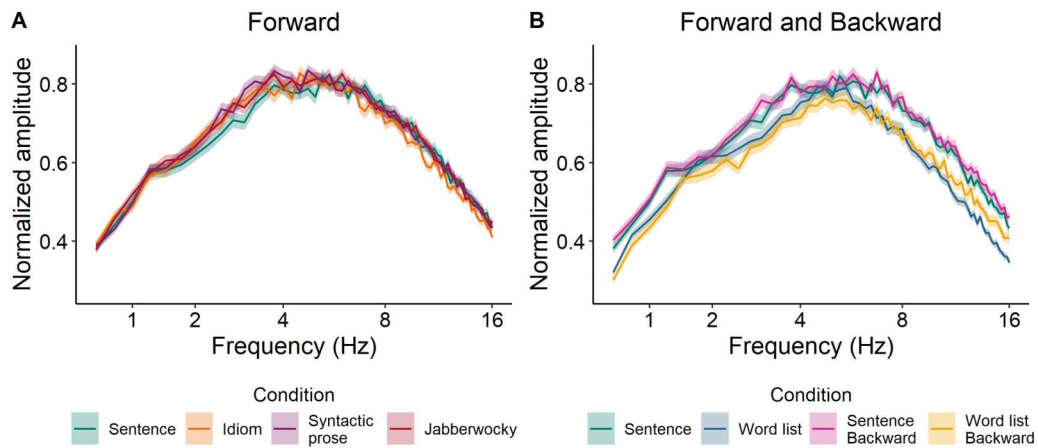 A
Forward
Normalized amplitude
0.8
0.6
0.4
1 2 4 8 16
Frequency (Hz)
Condition
Sentence Idiom Syntactic prose Jabberwocky
B
Forward and Backward
Normalized amplitude
0.8
0.6
0.4
1 2 4 8 16
Frequency (Hz)
Condition
Sentence Word list Sentence Backward Word list Backward